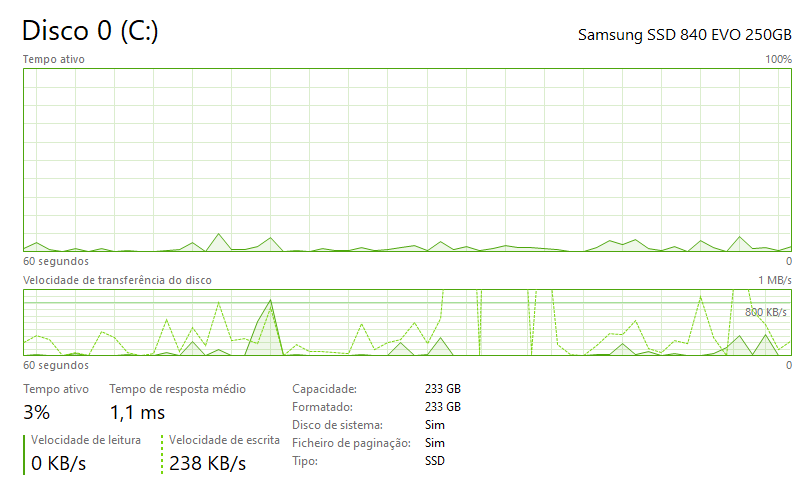 Disco 0 (C:)
Samsung SSD 840 EVO 250GB
Tempo ativo
100%
60 segundos
0
Velocidade de transferência do disco
1 MB/s
800 KB/s
60 segundos
0
Tempo ativo
3%
Tempo de resposta médio
1,1 ms
Velocidade de leitura
0 KB/s
Velocidade de escrita
238 KB/s
Capacidade: 233 GB
Formatado: 233 GB
Disco de sistema: Sim
Ficheiro de paginação: Sim
Tipo: SSD